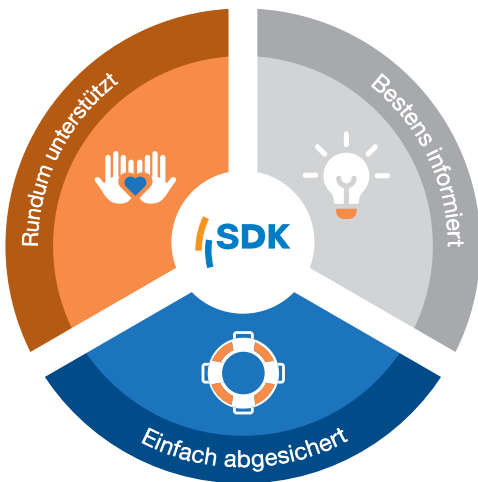 Rundum unterstützt
Bestens informiert
SDK
Einfach abgesichert